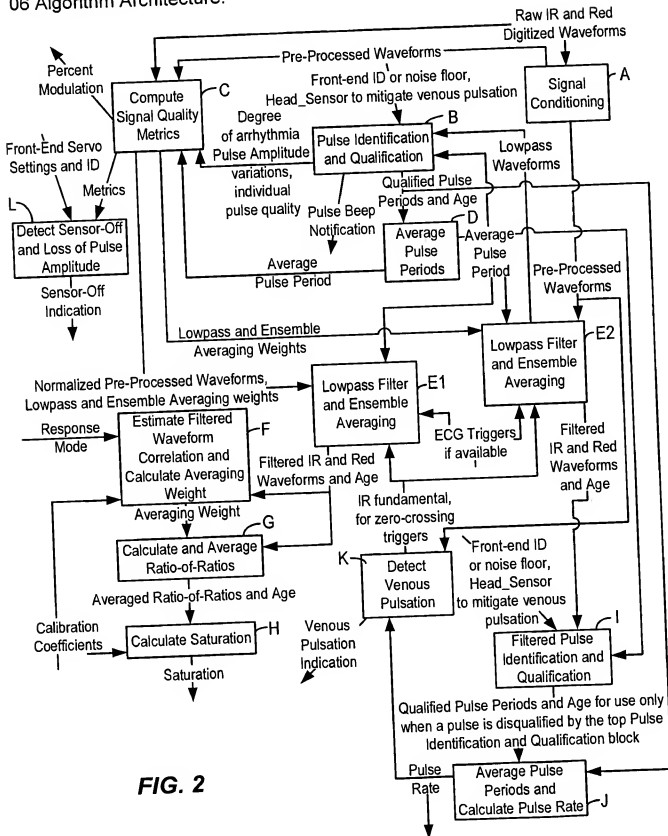 06 Algorithm Architecture.
Raw IR and Red
Digitized Waveforms
Pre-Processed Waveforms
Percent
Modulation
C
Compute
Signal Quality
Metrics
Front-end ID or noise floor,
Head_Sensor to mitigate venous pulsation
A
Signal
Conditioning
Degree
of arrhythmia
Pulse Amplitude
variations,
individual
pulse quality
B
Pulse Identification
and Qualification
Lowpass
Waveforms
Front-End Servo
Settings and ID
Metrics
L
Detect Sensor-Off
and Loss of Pulse
Amplitude
Sensor-Off
Indication
Qualified Pulse
Periods and Age
Pulse Beep
Notification
D
Average
Pulse
Periods
Average
Pulse
Period
Average
Pulse Period
Pre-Processed
Waveforms
Lowpass and Ensemble
Averaging Weights
E2
Lowpass Filter
and Ensemble
Averaging
Normalized Pre-Processed Waveforms,
Lowpass and Ensemble Averaging weights
E1
Lowpass Filter
and Ensemble
Averaging
Response
Mode
Estimate Filtered
Waveform
Correlation and
Calculate Averaging
Weight
F
ECG Triggers
if available
Filtered
IR and Red
Waveforms
and Age
Filtered IR and Red
Waveforms and Age
IR fundamental,
for zero-crossing
triggers
Averaging Weight
G
Calculate and Average
Ratio-of-Ratios
K
Detect
Venous
Pulsation
Front-end ID
or noise floor,
Head_Sensor
to mitigate venous
pulsation
Averaged Ratio-of-Ratios and Age
Calibration
Coefficients
Calculate Saturation
H
Saturation
Venous
Pulsation
Indication
I
Filtered Pulse
Identification and
Qualification
Qualified Pulse Periods and Age for use only
when a pulse is disqualified by the top Pulse
Identification and Qualification block
Pulse
Rate
Average Pulse
Periods and
Calculate Pulse Rate
J
FIG. 2